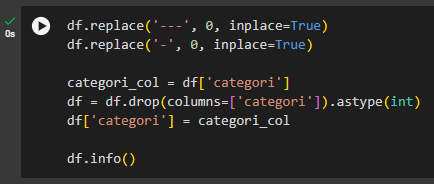 df.replace('---', 0, inplace=True)
df.replace('-', 0, inplace=True)
categori_col = df['categori']
df = df.drop(columns=['categori']).astype(int)
df['categori'] = categori_col
df.info()
0s